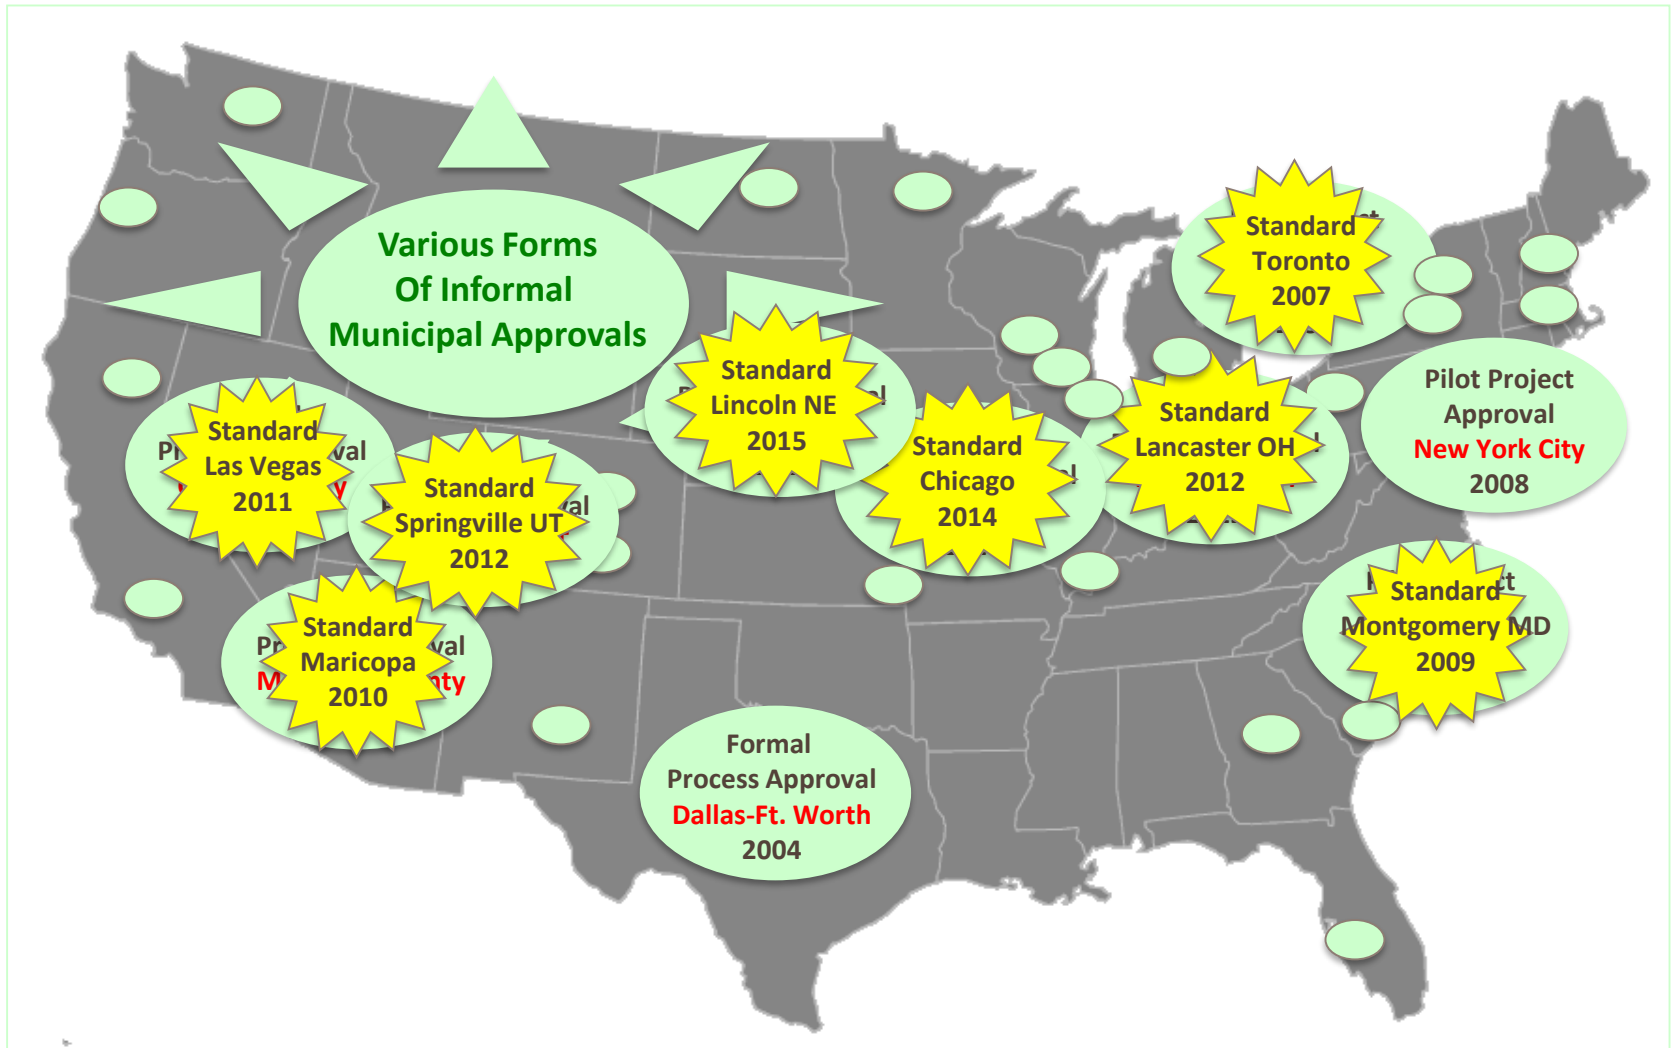 Various Forms
Of Informal
Municipal Approvals
Standard
Toronto
2007
Standard
Lincoln NE
2015
Pilot Project
Approval
New York City
2008
Standard
Las Vegas
2011
Standard
Springville UT
2012
Standard
Chicago
2014
Standard
Lancaster OH
2012
Standard
Maricopa
2010
Standard
Montgomery MD
2009
Formal
Process Approval
Dallas-Ft. Worth
2004